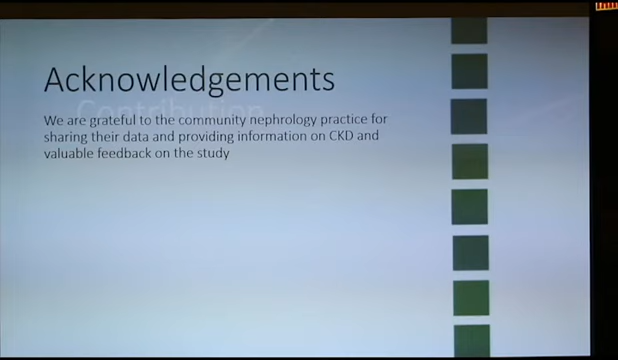 Acknowledgements
Contribution
We are grateful to the community nephrology practice for
sharing their data and providing information on CKD and
valuable feedback on the study